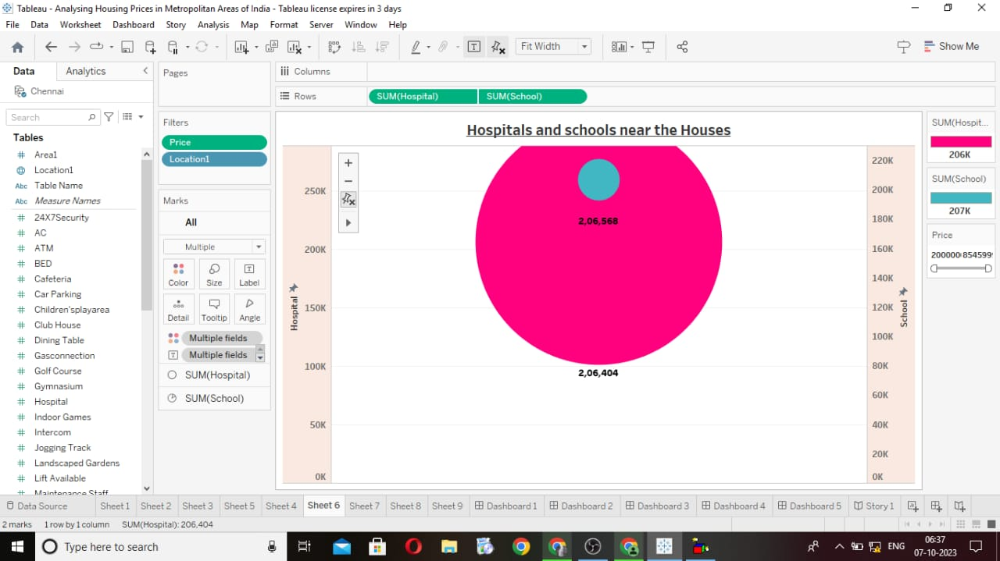 Tableau - Analysing Housing Prices in Metropolitan Areas of India - Tableau license expires in 3 days
File Data Worksheet Dashboard Story Analysis Map Format Server Window Help
Fit Width
Show Me
Data Analytics
Chennai
Search
Tables
# Area1
Location1
Abc Table Name
Abc Measure Names
# 24X7Security
# AC
# ATM
# BED
# Cafeteria
# Car Parking
# Children'splayarea
# Club House
# Dining Table
# Gasconnection
# Golf Course
# Gymnasium
# Hospital
# Indoor Games
# Intercom
# Jogging Track
# Landscaped Gardens
# Lift Available
# Maintenance Staff
Pages
Filters
Price
Location1
Marks
All
Multiple
Color Size Label
Detail Tooltip Angle
Multiple fields
Multiple fields
SUM(Hospital)
SUM(School)
Columns
Rows SUM(Hospital) SUM(School)
Hospitals and schools near the Houses
250K
200K
150K
100K
50K
0K
Hospital
2,06,568
2,06,404
220K
200K
180K
160K
140K
120K
100K
80K
60K
40K
20K
0K
School
SUM(Hospit...
206K
SUM(School)
207K
Price
Data Source Sheet 1 Sheet 2 Sheet 3 Sheet 5 Sheet 4 Sheet 6 Sheet 7 Sheet 8 Sheet 9 Dashboard 1 Dashboard 2 Dashboard 3 Dashboard 4 Dashboard 5 Story 1
2 marks 1 row by 1 column SUM(Hospital): 206,404
Type here to search
ENG
06:37
07-10-2023